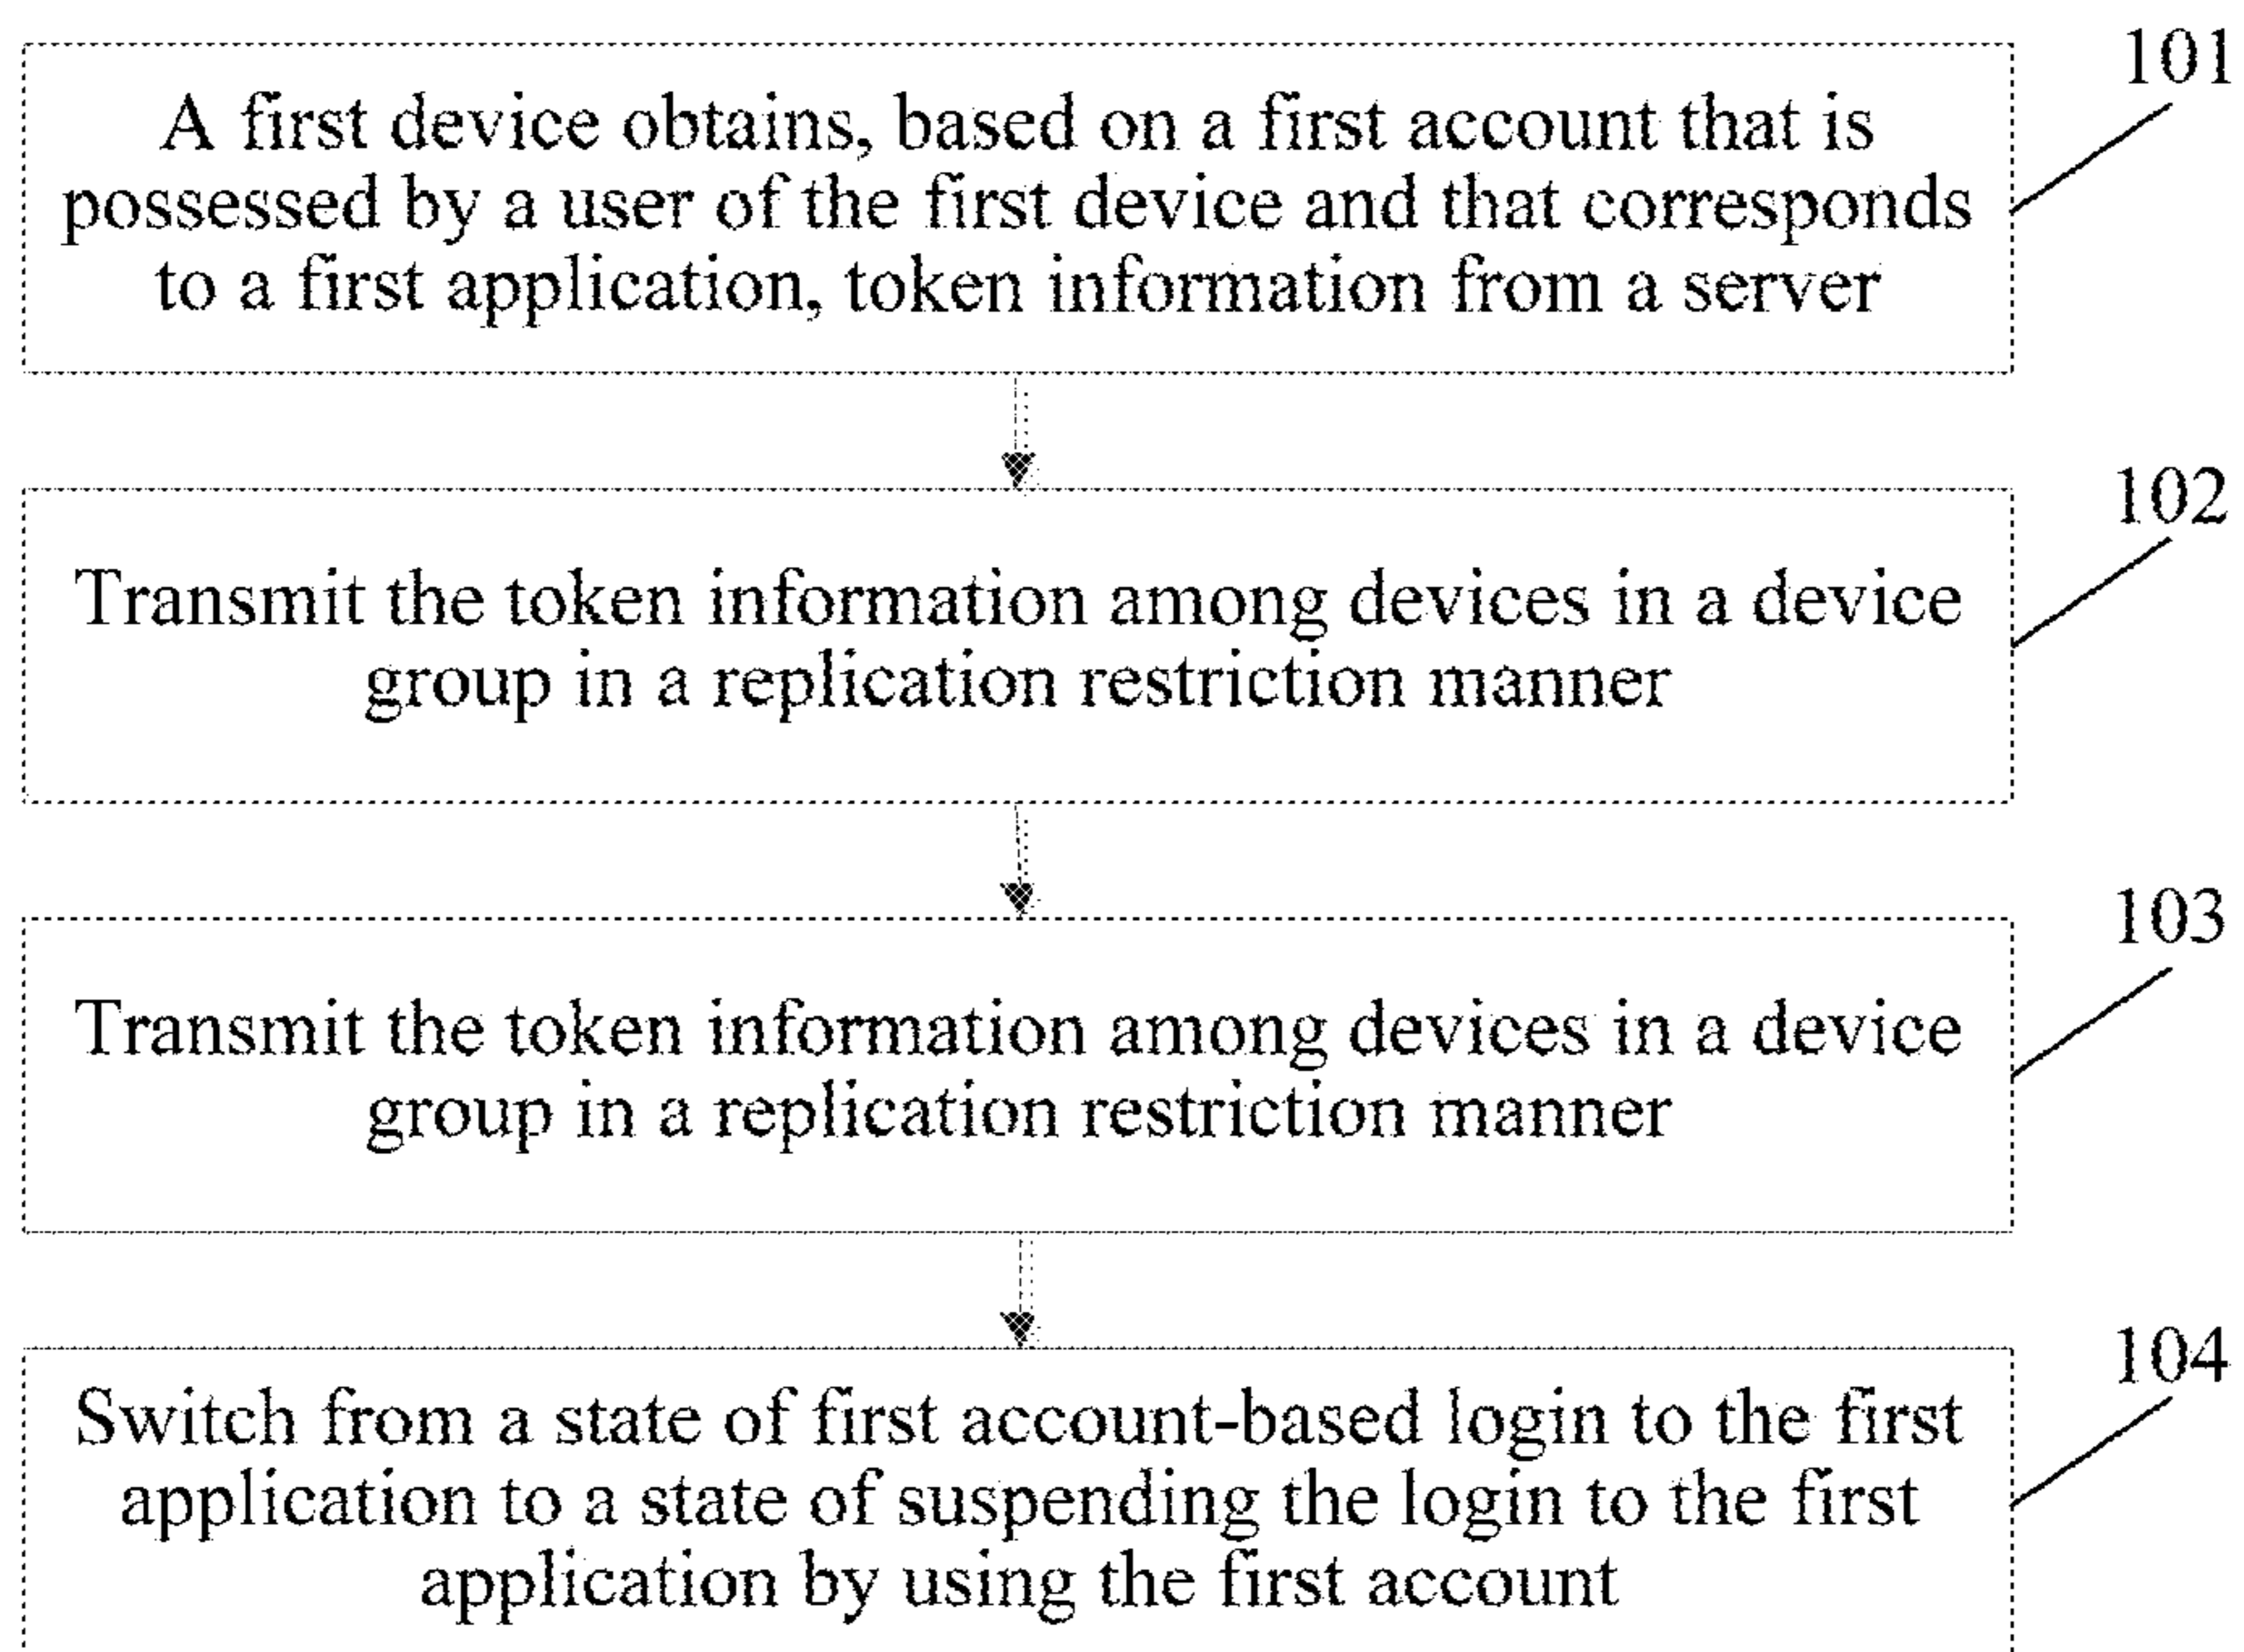 101
A first device obtains, based on a first account that is
possessed by a user of the first device and that corresponds
to a first application, token information from a server
102
Transmit the token information among devices in a device
group in a replication restriction manner
103
Transmit the token information among devices in a device
group in a replication restriction manner
104
Switch from a state of first account-based login to the first
application to a state of suspending the login to the first
application by using the first account